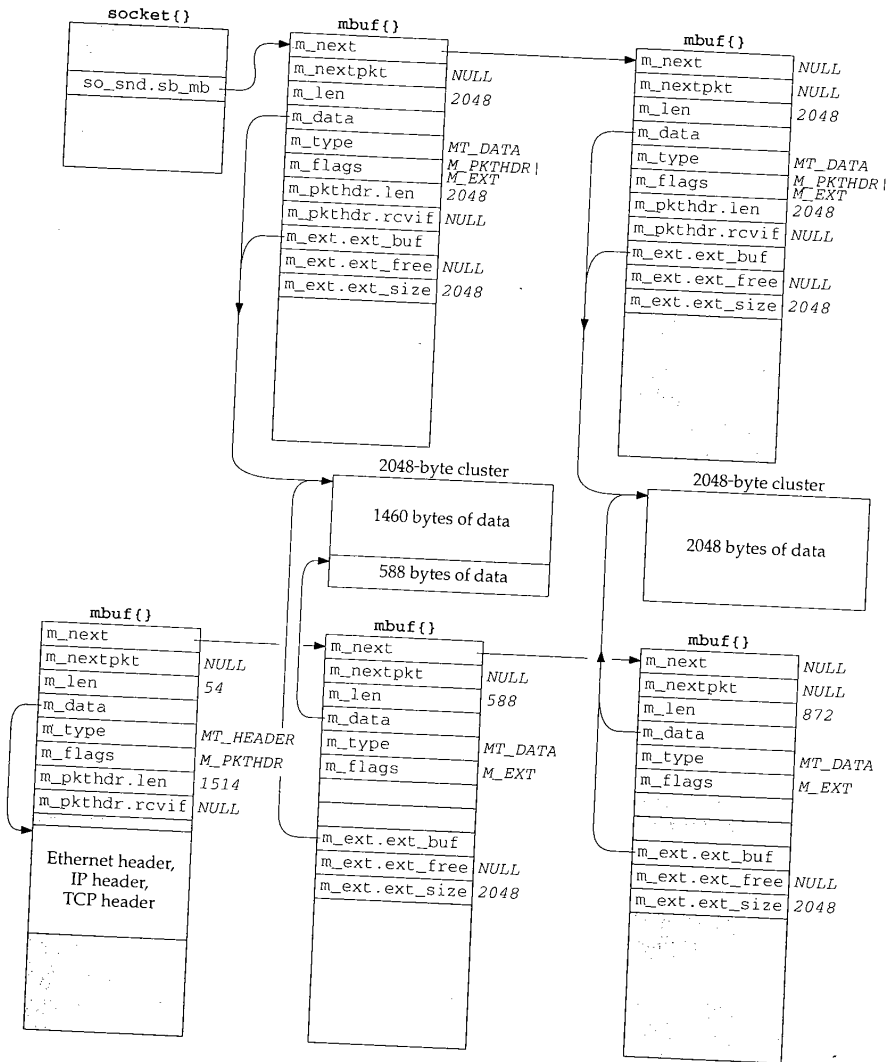 socket{}
so_snd.sb_mb
mbuf{}
m_next
m_nextpkt NULL
m_len 2048
m_data
m_type MT_DATA
m_flags M_PKTHDR|
M_EXT
m_pkthdr.len 2048
m_pkthdr.rcvif NULL
m_ext.ext_buf
m_ext.ext_free NULL
m_ext.ext_size 2048
mbuf{}
m_next NULL
m_nextpkt NULL
m_len 2048
m_data
m_type MT_DATA
m_flags M_PKTHDR|
M_EXT
m_pkthdr.len 2048
m_pkthdr.rcvif NULL
m_ext.ext_buf
m_ext.ext_free NULL
m_ext.ext_size 2048
2048-byte cluster
1460 bytes of data
588 bytes of data
2048-byte cluster
2048 bytes of data
mbuf{}
m_next
m_nextpkt NULL
m_len 54
m_data
m_type MT_HEADER
m_flags M_PKTHDR
m_pkthdr.len 1514
m_pkthdr.rcvif NULL
Ethernet header,
IP header,
TCP header
mbuf{}
m_next
m_nextpkt NULL
m_len 588
m_data
m_type MT_DATA
m_flags M_EXT
m_ext.ext_buf
m_ext.ext_free NULL
m_ext.ext_size 2048
mbuf{}
m_next NULL
m_nextpkt NULL
m_len 872
m_data
m_type MT_DATA
m_flags M_EXT
m_ext.ext_buf
m_ext.ext_free NULL
m_ext.ext_size 2048